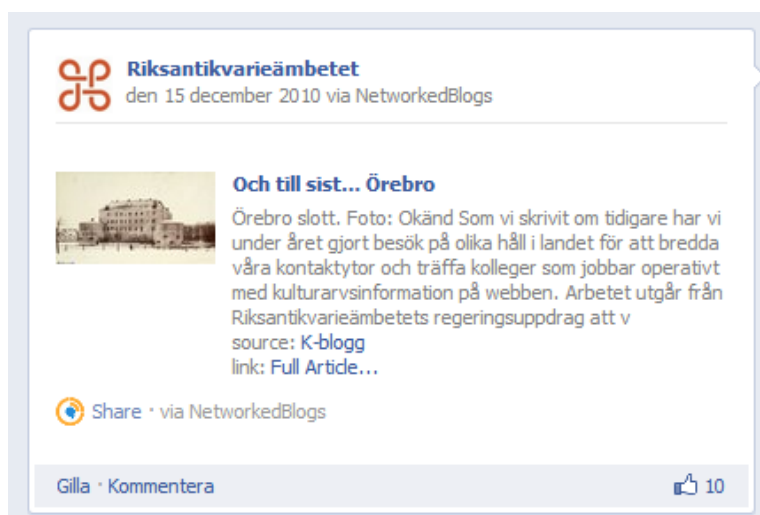 Riksantikvarieämbetet
den 15 december 2010 via NetworkedBlogs
Och till sist... Örebro
Örebro slott. Foto: Okänd Som vi skrivit om tidigare har vi
under året gjort besök på olika håll i landet för att bredda
våra kontaktytor och träffa kolleger som jobbar operativt
med kulturarvsinformation på webben. Arbetet utgår från
Riksantikvarieämbetets regeringsuppdrag att v
source: K-blogg
link: Full Article...
Share · via NetworkedBlogs
Gilla · Kommentera 10